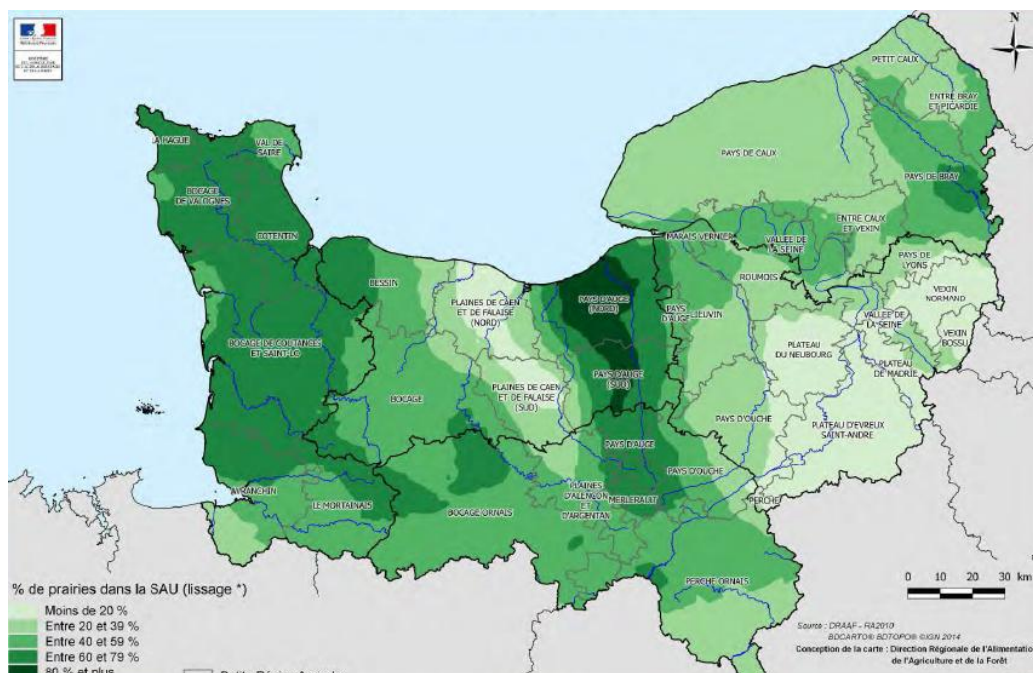 RÉPUBLIQUE FRANÇAISE
N
PETIT CAUX
ENTRE BRAY
ET PICARDIE
LA HAGUE
VAL DE
SAIRE
PAYS DE CAUX
PAYS DE BRAY
BOCAGE
DE VALOGNES
COTENTIN
MARAIS VERNIER
VALLEE DE
LA SEINE
ENTRE CAUX
ET VEXIN
PAYS DE
LYONS
BESSIN
PLAINES DE CAEN
ET DE FALAISE
(NORD)
PAYS D'AUGE
(NORD)
PAYS
D'AUGE
LIEUVIN
ROUMOIS
VEXIN
NORMAND
VALLEE DE
LA SEINE
VEXIN
BOSSU
BOCAGE DE COUTANCES
ET SAINT-LO
PLATEAU
DU NEUBOURG
PLATEAU
DE MADRIE
PAYS D'AUGE
(SUD)
BOCAGE
PLAINES DE CAEN
ET DE FALAISE
(SUD)
PAYS D'OUCHE
PLATEAU D'EVREUX
SAINT-ANDRE
PAYS D'AUGE
PAYS D'OUCHE
AVRANCHIN
LE MORTAINAIS
BOCAGE ORNAIS
PLAINES
D'ALENÇON
ET
D'ARGENTAN
MERLERAULT
PERCHE
PERCHE ORNAIS
0 10 20 30 km
% de prairies dans la SAU (lissage *)
Moins de 20 %
Entre 20 et 39 %
Entre 40 et 59 %
Entre 60 et 79 %
80 % et plus
Source : DRAAF - RA2010
BDCARTO® BDTOPO® ©IGN 2014
Conception de la carte : Direction Régionale de l'Alimentatio
de l'Agriculture et de la Forêt